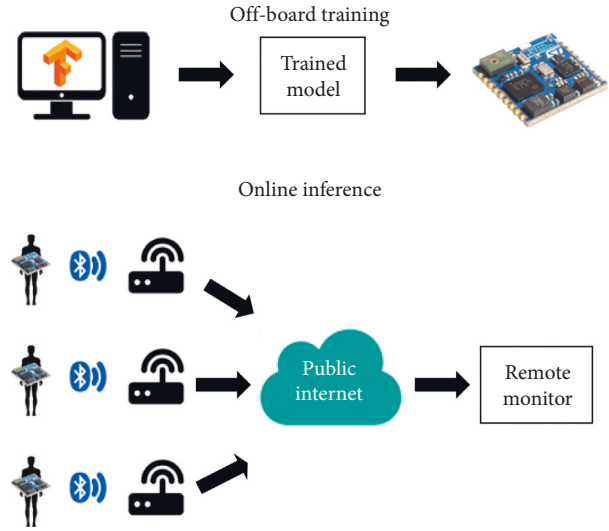 Off-board training
Trained
model
Online inference
Public
internet
Remote
monitor